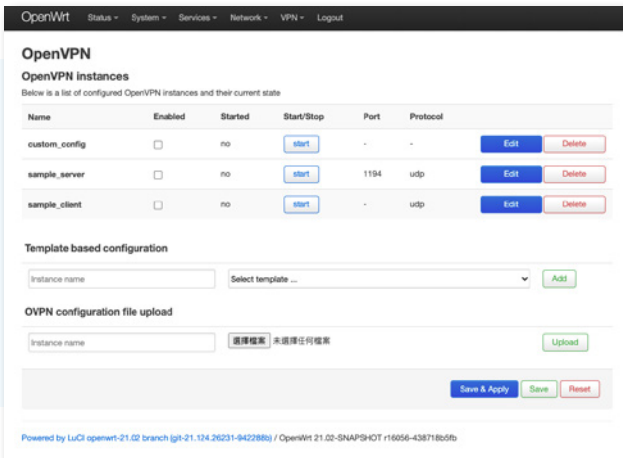 OpenWrt Status System Services Network VPN Logout
OpenVPN
OpenVPN instances
Below is a list of configured OpenVPN instances and their current state
Name Enabled Started Start/Stop Port Protocol
custom_config no start - - Edit Delete
sample_server no start 1194 udp Edit Delete
sample_client no start - udp Edit Delete
Template based configuration
Instance name Select template ... Add
OVPN configuration file upload
Instance name 選擇檔案 未選擇任何檔案 Upload
Save & Apply Save Reset
Powered by LuCI openwrt-21.02 branch (git-21.124.26231-942288b) / OpenWrt 21.02-SNAPSHOT r16056-438718b5fb